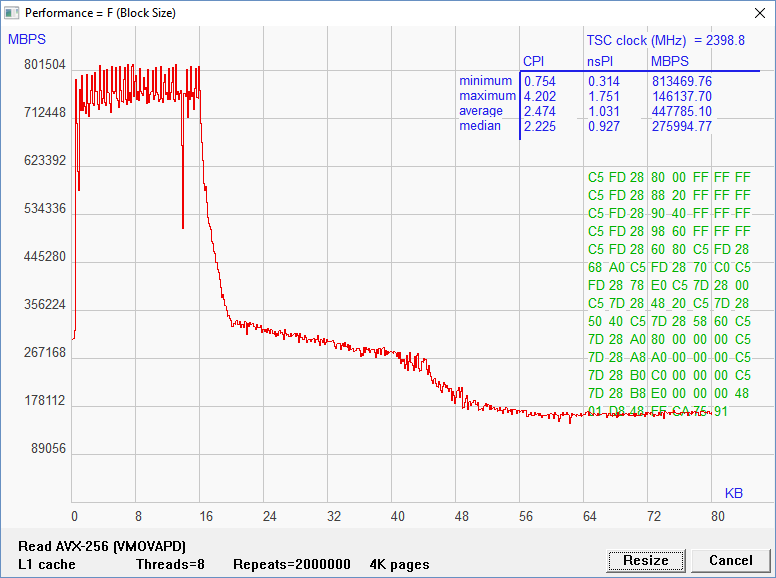 Performance = F (Block Size)
MBPS
TSC clock (MHz) = 2398.8
CPI nsPI MBPS
minimum 0.754 0.314 813469.76
maximum 4.202 1.751 146137.70
average 2.474 1.031 447785.10
median 2.225 0.927 275994.77
801504
712448
623392
534336
445280
356224
267168
178112
89056
C5 FD 28 80 00 FF FF FF
C5 FD 28 88 20 FF FF FF
C5 FD 28 90 40 FF FF FF
C5 FD 28 98 60 FF FF FF
C5 FD 28 60 80 C5 FD 28
68 A0 C5 FD 28 70 C0 C5
FD 28 78 E0 C5 7D 28 00
C5 7D 28 48 20 C5 7D 28
50 40 C5 7D 28 58 60 C5
7D 28 A0 80 00 00 00 C5
7D 28 A8 A0 00 00 00 C5
7D 28 B0 C0 00 00 00 C5
7D 28 B8 E0 00 00 00 48
01 D8 48 FF CA 75 91
KB
0 8 16 24 32 40 48 56 64 72 80
Read AVX-256 (VMOVAPD)
L1 cache Threads=8 Repeats=2000000 4K pages
Resize Cancel